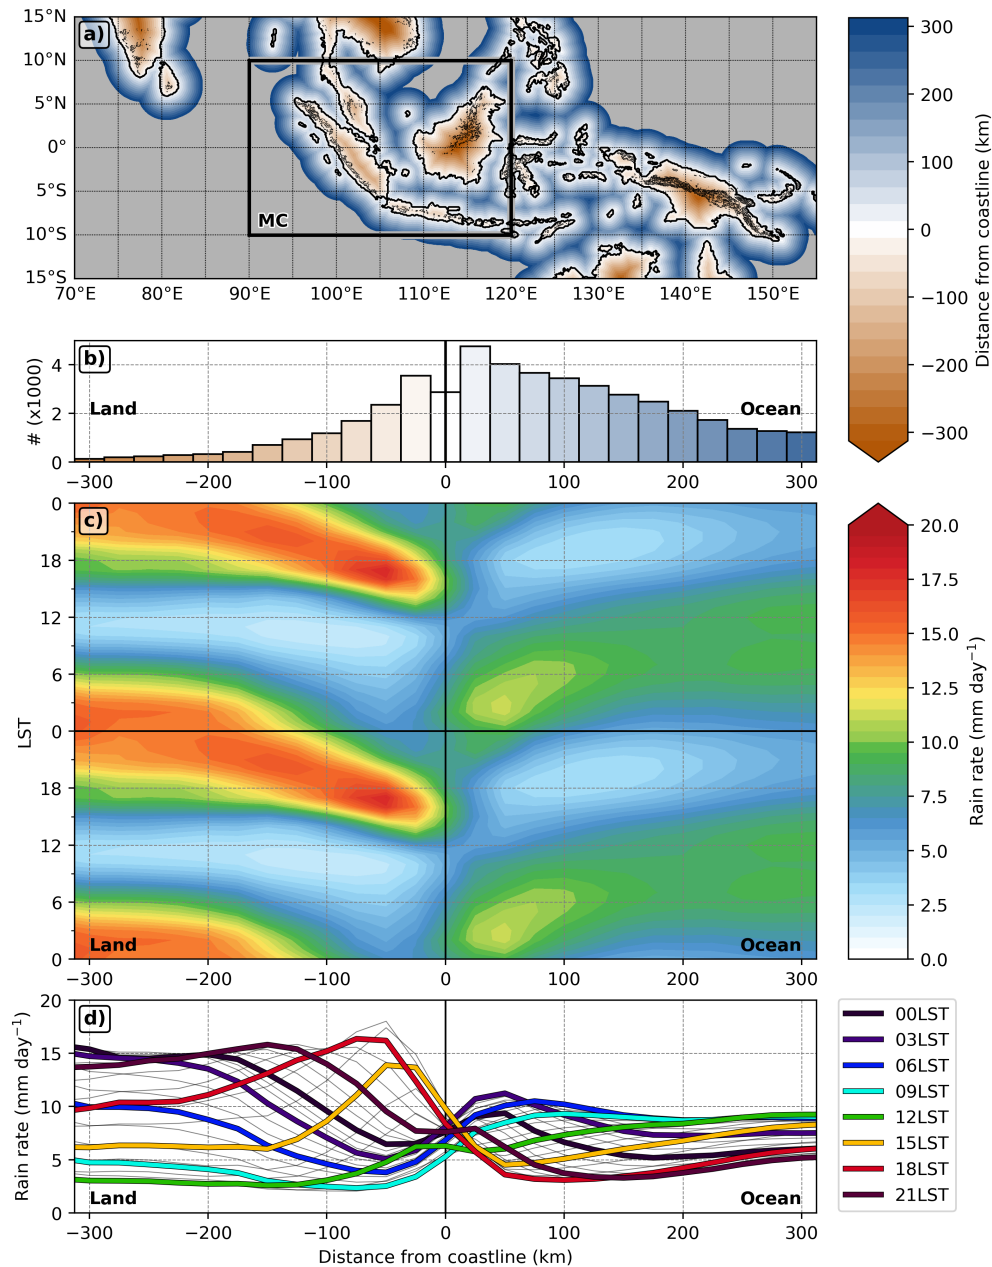 a)
15°N
10°N
5°N
0°
5°S
10°S
15°S
MC
70°E 80°E 90°E 100°E 110°E 120°E 130°E 140°E 150°E
300
200
100
0
−100
−200
−300
Distance from coastline (km)
b)
# (x1000)
4
2
0
Land
Ocean
−300 −200 −100 0 100 200 300
c)
LST
0
18
12
6
0
18
12
6
0
Land
Ocean
−300 −200 −100 0 100 200 300
20.0
17.5
15.0
12.5
10.0
7.5
5.0
2.5
0.0
Rain rate (mm day⁻¹)
d)
Rain rate (mm day⁻¹)
20
15
10
5
0
Land
Ocean
−300 −200 −100 0 100 200 300
Distance from coastline (km)
00LST
03LST
06LST
09LST
12LST
15LST
18LST
21LST